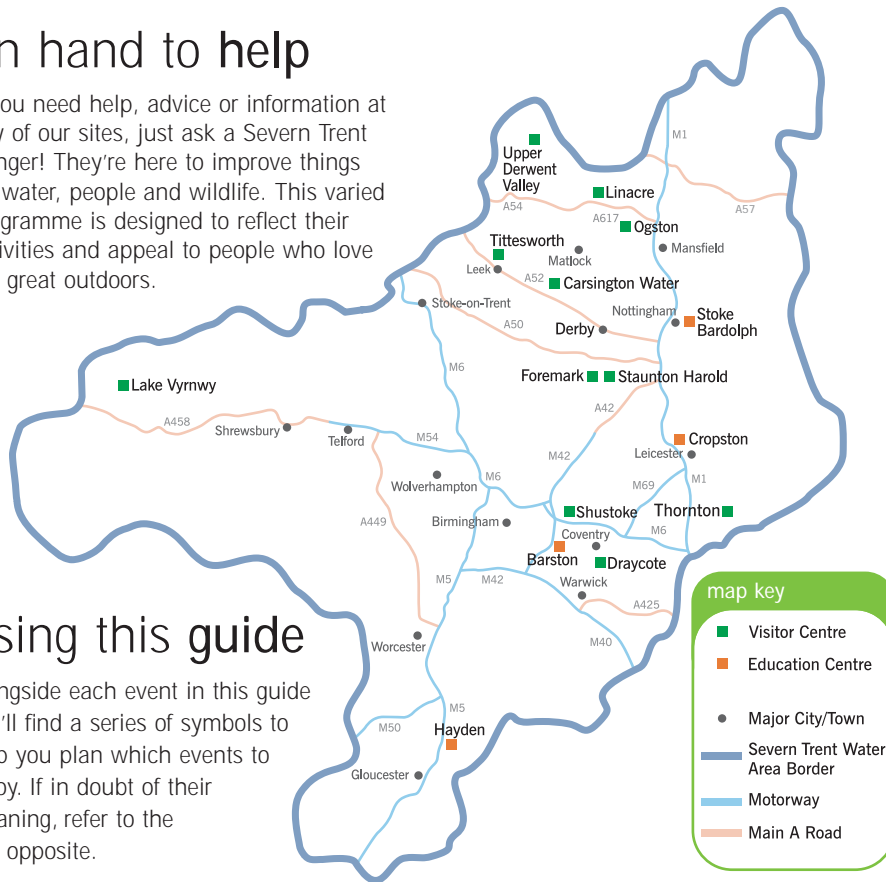 n hand to help
ou need help, advice or information at
y of our sites, just ask a Severn Trent
nger! They're here to improve things
water, people and wildlife. This varied
gramme is designed to reflect their
ivities and appeal to people who love
great outdoors.
M1
Upper
Derwent
Valley
Linacre
A54
A617
A57
Ogston
Tittesworth
Matlock
Mansfield
Leek
A52
Carsington Water
Stoke-on-Trent
Nottingham
Stoke
Bardolph
A50
Derby
M6
Foremark
Staunton Harold
Lake Vyrnwy
A42
A458
Shrewsbury
Telford
M54
Cropston
Leicester
M42
M6
M69
M1
Wolverhampton
Shustoke
Thornton
A449
Birmingham
M6
Coventry
Barston
Draycote
M5
M42
Warwick
A425
M40
Worcester
sing this guide
ngside each event in this guide
'll find a series of symbols to
p you plan which events to
oy. If in doubt of their
aning, refer to the
opposite.
M5
M50
Hayden
Gloucester
map key
Visitor Centre
Education Centre
Major City/Town
Severn Trent Water
Area Border
Motorway
Main A Road